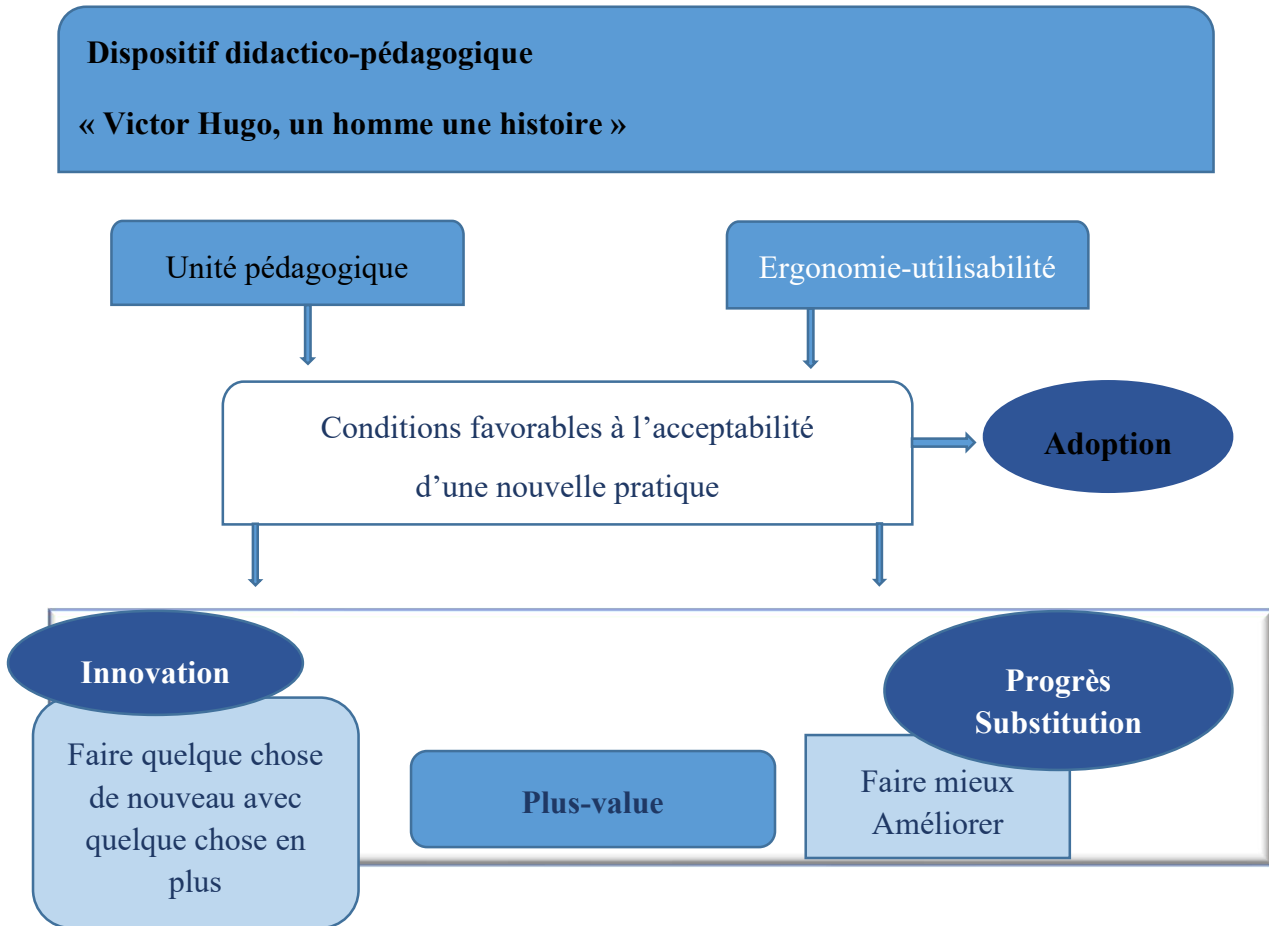 Dispositif didactico-pédagogique
« Victor Hugo, un homme une histoire »
Unité pédagogique
Ergonomie-utilisabilité
Conditions favorables à l’acceptabilité
d’une nouvelle pratique
Adoption
Innovation
Faire quelque chose
de nouveau avec
quelque chose en
plus
Plus-value
Progrès
Substitution
Faire mieux
Améliorer